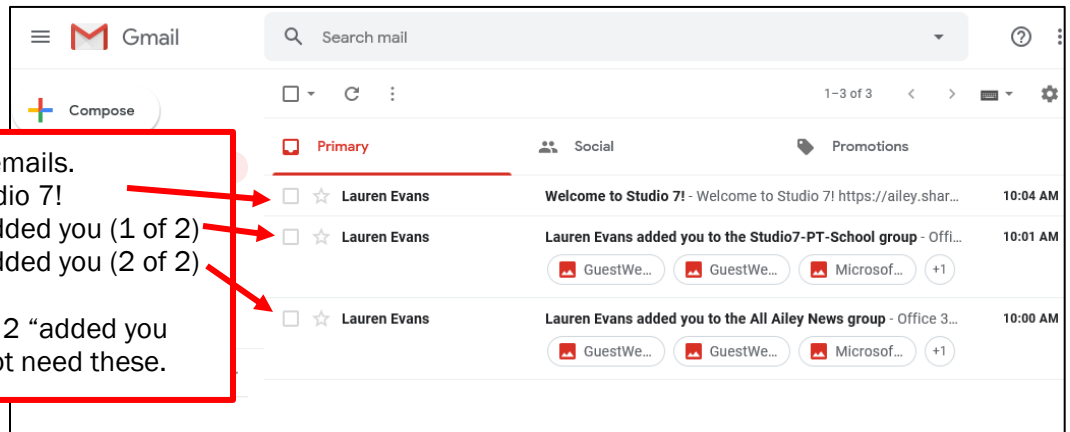 Gmail
Search mail
Compose
1–3 of 3
Primary
Social
Promotions
emails.
dio 7!
dded you (1 of 2)
dded you (2 of 2)
2 “added you
ot need these.
Lauren Evans Welcome to Studio 7! - Welcome to Studio 7! https://ailey.shar... 10:04 AM
Lauren Evans Lauren Evans added you to the Studio7-PT-School group - Offi... 10:01 AM
GuestWe... GuestWe... Microsof... +1
Lauren Evans Lauren Evans added you to the All Ailey News group - Office 3... 10:00 AM
GuestWe... GuestWe... Microsof... +1